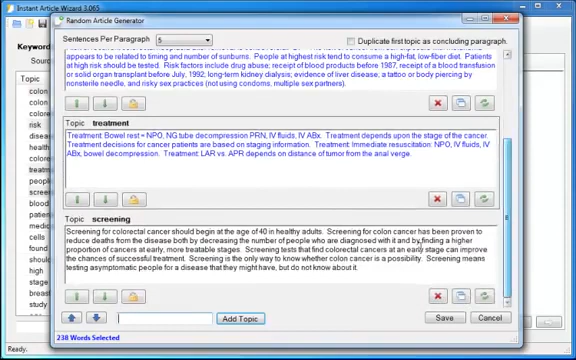 Instant Article Wizard 3.065
Random Article Generator
Sentences Per Paragraph 5
Duplicate first topic as concluding paragraph.
Keyword
Source
Topic
colon
colon
colon
risk
disease
health
colore
treatm
people
screen
blood
patien
metast
cells
found
should
high
stage
breast
study
appears to be related to timing and number of sunburns. People at highest risk tend to consume a high-fat, low-fiber diet. Patients
at high risk should be tested. Risk factors include drug abuse; receipt of blood products before 1987, receipt of a blood transfusion
or solid organ transplant before July, 1992, long-term kidney dialysis; evidence of liver disease, a tattoo or body piercing by
nonsterile needle, and risky sex practices (not using condoms, multiple sex partners).
Topic treatment
Treatment: Bowel rest = NPO, NG tube decompression PRN, IV fluids, IV ABx. Treatment depends upon the stage of the cancer.
Treatment decisions for cancer patients are based on staging information. Treatment: Immediate resuscitation: NPO, IV fluids, IV
ABx, bowel decompression. Treatment: LAR vs. APR depends on distance of tumor from the anal verge.
Topic screening
Screening for colorectal cancer should begin at the age of 40 in healthy adults. Screening for colon cancer has been proven to
reduce deaths from the disease both by decreasing the number of people who are diagnosed with it and by finding a higher
proportion of cancers at early, more treatable stages. Screening tests that find colorectal cancers at an early stage can improve
the chances of successful treatment. Screening is the only way to know whether colon cancer is a possibility. Screening means
testing asymptomatic people for a disease that they might have, but do not know about it.
Add Topic
Save
Cancel
238 Words Selected
Ready.